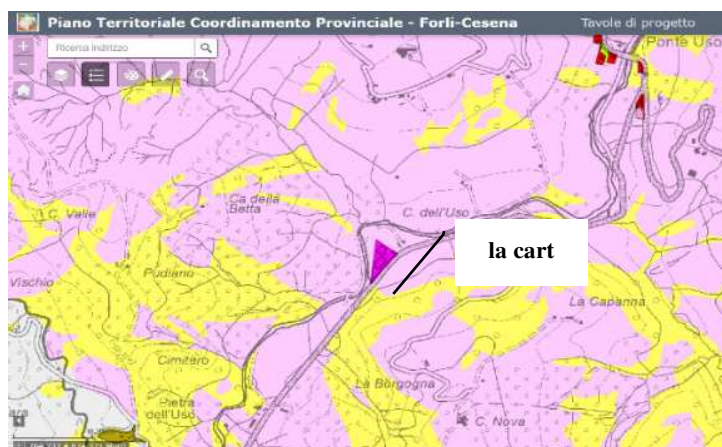 Piano Territoriale Coordinamento Provinciale - Forlì-Cesena
Tavole di progetto
Ricerca indirizzo
Ponte Uso
Ca della
Betta
C. dell'Uso
C. Valle
la cart
Vischio
Pudiano
La Capanna
Cimitero
La Borgogna
Pietra
dell'Uso
C. Nova